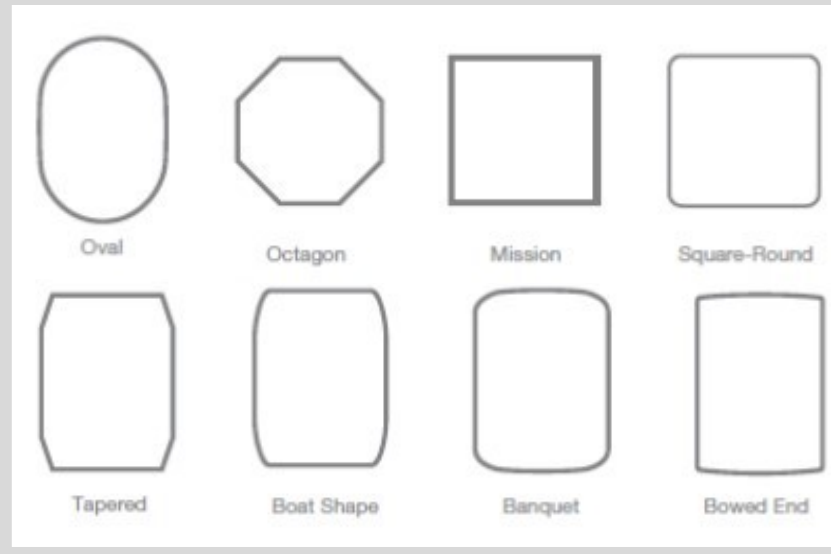 Oval
Octagon
Mission
Square-Round
Tapered
Boat Shape
Banquet
Bowed End